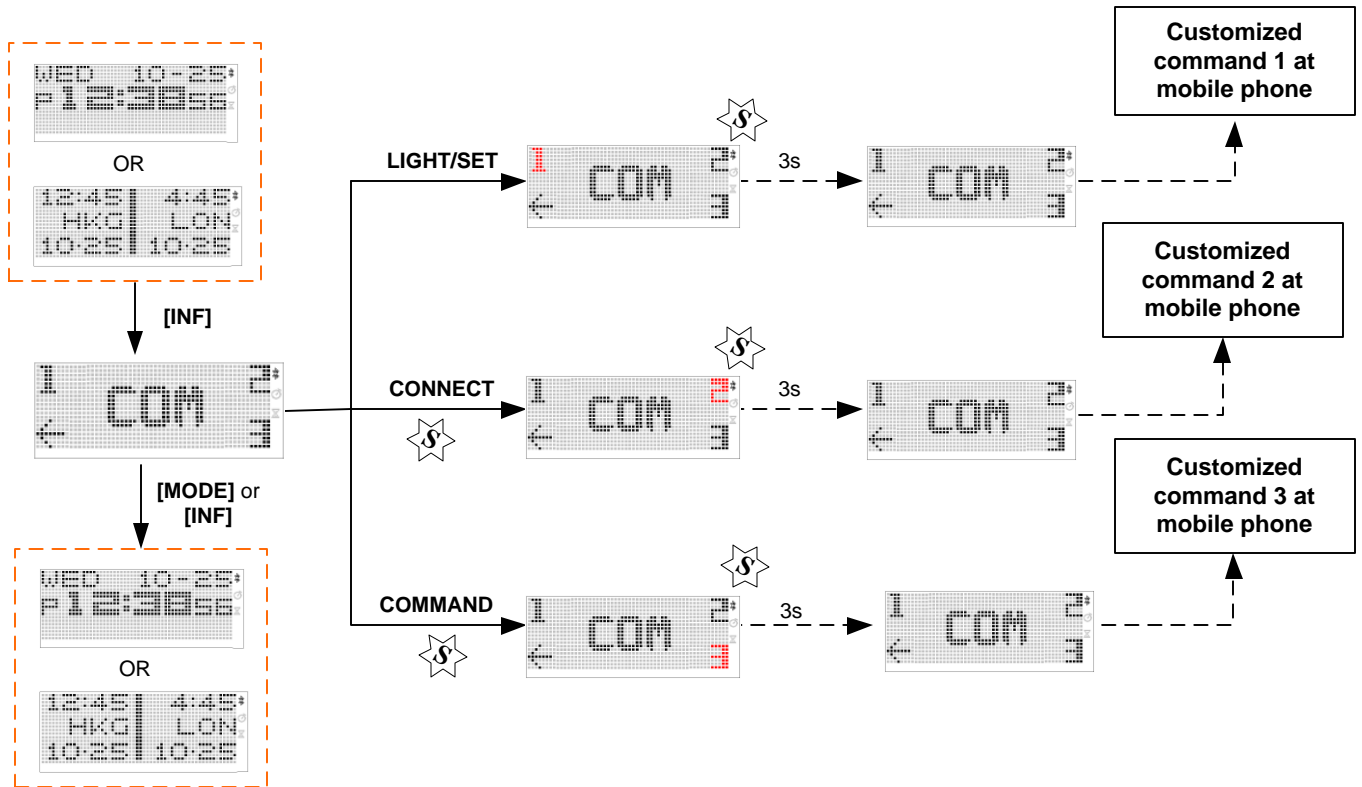 WED 10-25
P12:3856
OR
12:45 4:45
HKG LON
10·25 10·25
[INF]
1 2
COM
3
[MODE] or
[INF]
WED 10-25
P12:3856
OR
12:45 4:45
HKG LON
10·25 10·25
LIGHT/SET
1 2
COM
3
S
3s
1 2
COM
3
Customized
command 1 at
mobile phone
CONNECT
S
1 2
COM
3
S
3s
1 2
COM
3
Customized
command 2 at
mobile phone
COMMAND
S
1 2
COM
3
S
3s
1 2
COM
3
Customized
command 3 at
mobile phone